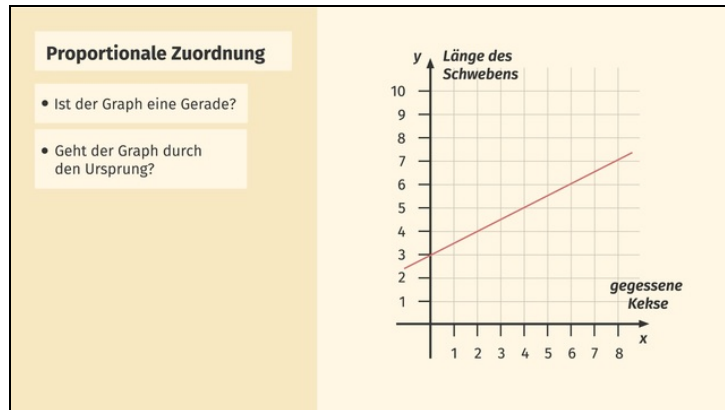 Proportionale Zuordnung
• Ist der Graph eine Gerade?
• Geht der Graph durch
den Ursprung?
y
Länge des
Schwebens
10
9
8
7
6
5
4
3
2
1
gegessene
Kekse
x
1 2 3 4 5 6 7 8